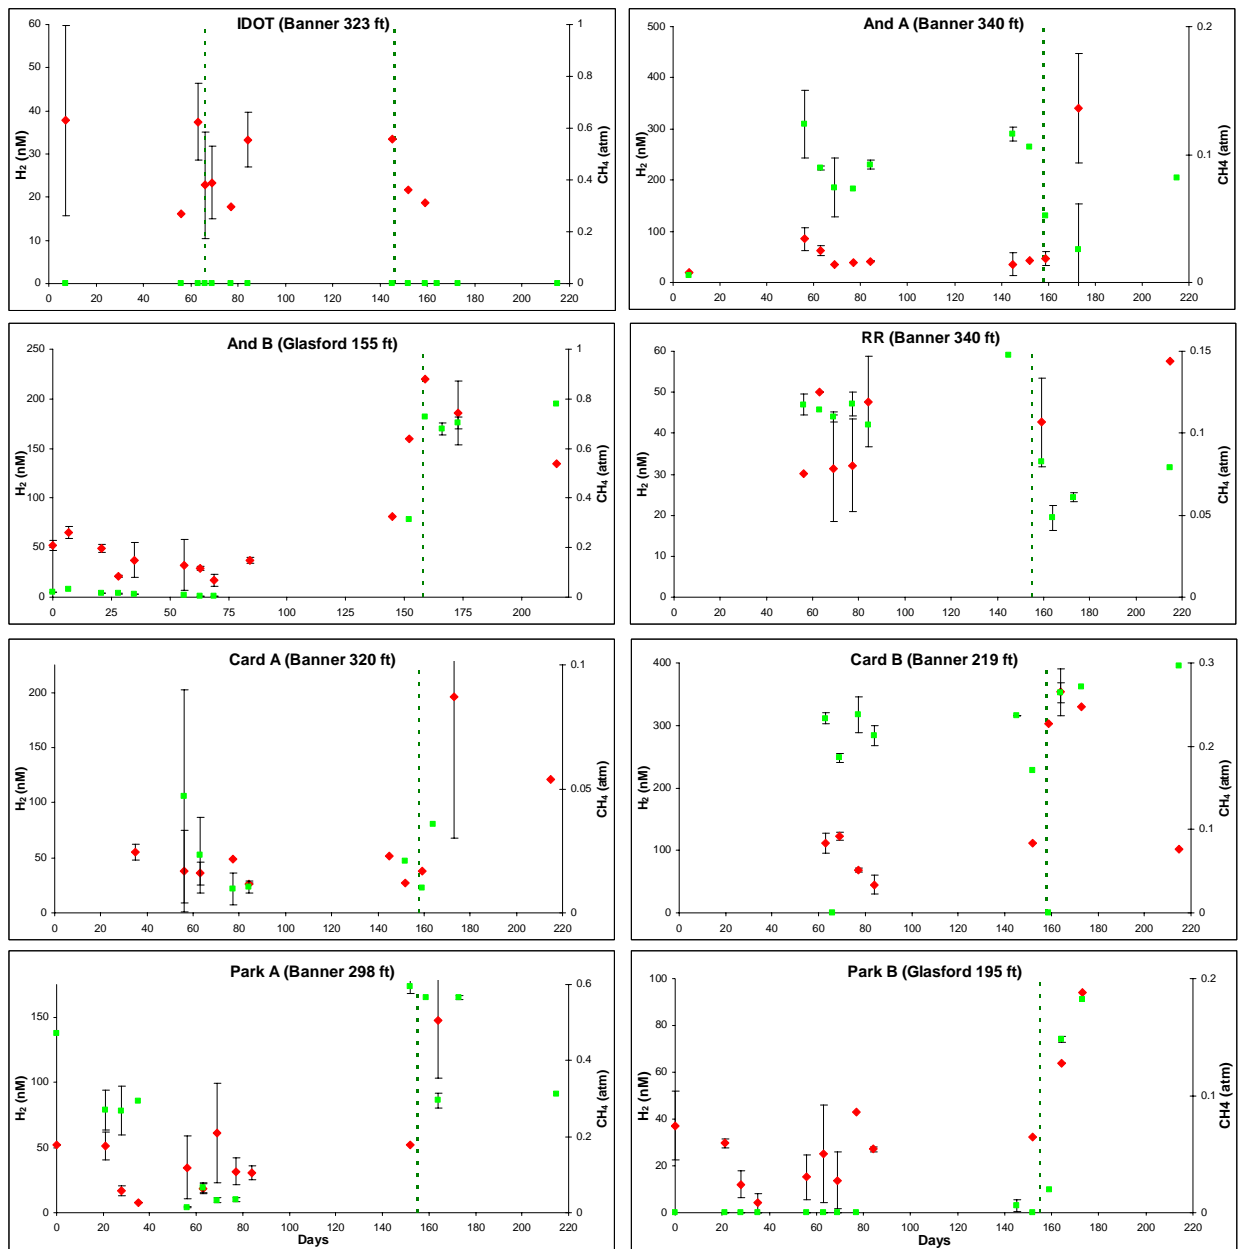 IDOT (Banner 323 ft)
H₂ (nM)
60
50
40
30
20
10
0
1
0.8
0.6
0.4
0.2
0
CH₄ (atm)
0 20 40 60 80 100 120 140 160 180 200 220
And A (Banner 340 ft)
H₂ (nM)
500
400
300
200
100
0
0.2
0.1
0
CH4 (atm)
0 20 40 60 80 100 120 140 160 180 200 220
And B (Glasford 155 ft)
H₂ (nM)
250
200
150
100
50
0
1
0.8
0.6
0.4
0.2
0
CH₄ (atm)
0 25 50 75 100 125 150 175 200
RR (Banner 340 ft)
H₂ (nM)
60
50
40
30
20
10
0
0.15
0.1
0.05
0
CH₄ (atm)
0 20 40 60 80 100 120 140 160 180 200 220
Card A (Banner 320 ft)
H₂ (nM)
200
150
100
50
0
0.1
0.05
0
CH₄ (atm)
0 20 40 60 80 100 120 140 160 180 200 220
Card B (Banner 219 ft)
H₂ (nM)
400
300
200
100
0
0.3
0.2
0.1
0
CH₄ (atm)
0 20 40 60 80 100 120 140 160 180 200 220
Park A (Banner 298 ft)
H₂ (nM)
150
100
50
0
0.6
0.4
0.2
0
CH₄ (atm)
0 20 40 60 80 100 120 140 160 180 200 220
Days
Park B (Glasford 195 ft)
H₂ (nM)
100
80
60
40
20
0
0.2
0.1
0
CH4 (atm)
0 20 40 60 80 100 120 140 160 180 200 220
Days